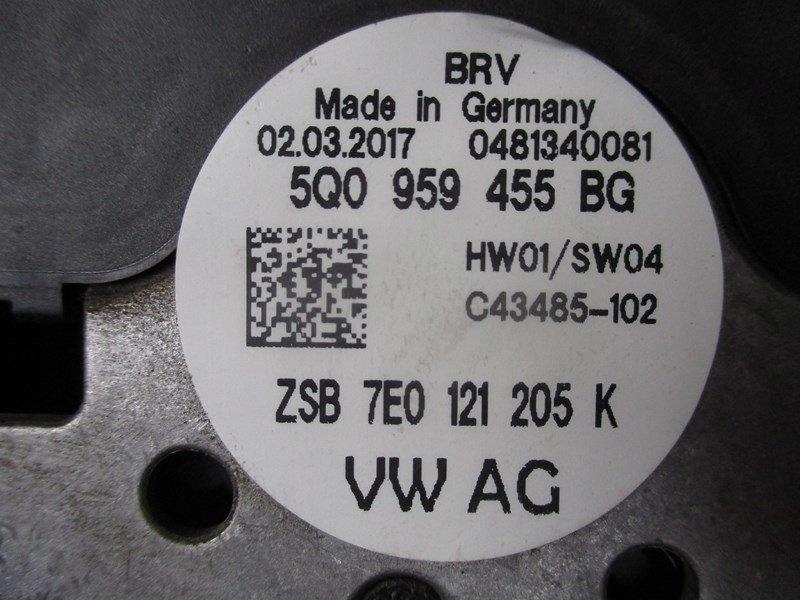 BRV
Made in Germany
02.03.2017 0481340081
5Q0 959 455 BG
HW01/SW04
C43485-102
ZSB 7E0 121 205 K
VW AG